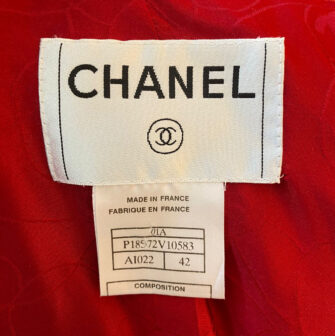 CHANEL
MADE IN FRANCE
FABRIQUE EN FRANCE
01A
P18572V10583
A1022 42
COMPOSITION